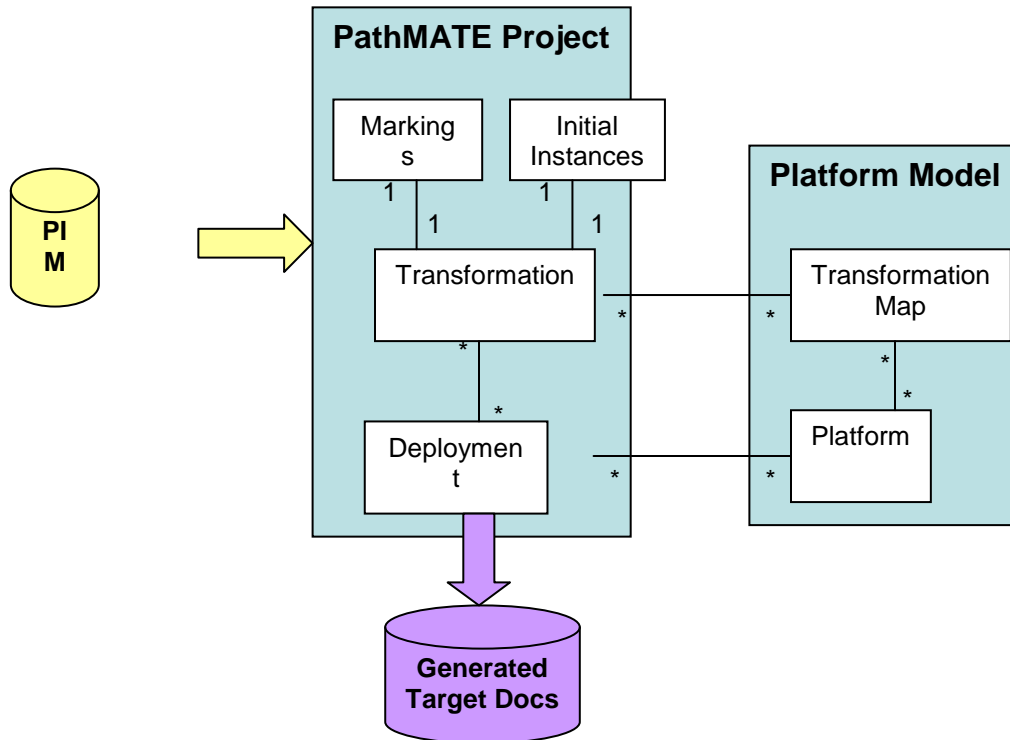 PathMATE Project
Marking
s
Initial
Instances
1
1
1
1
PI
M
Platform Model
Transformation
Transformation
Map
*
*
*
*
*
*
Platform
Deploymen
t
*
*
Generated
Target Docs